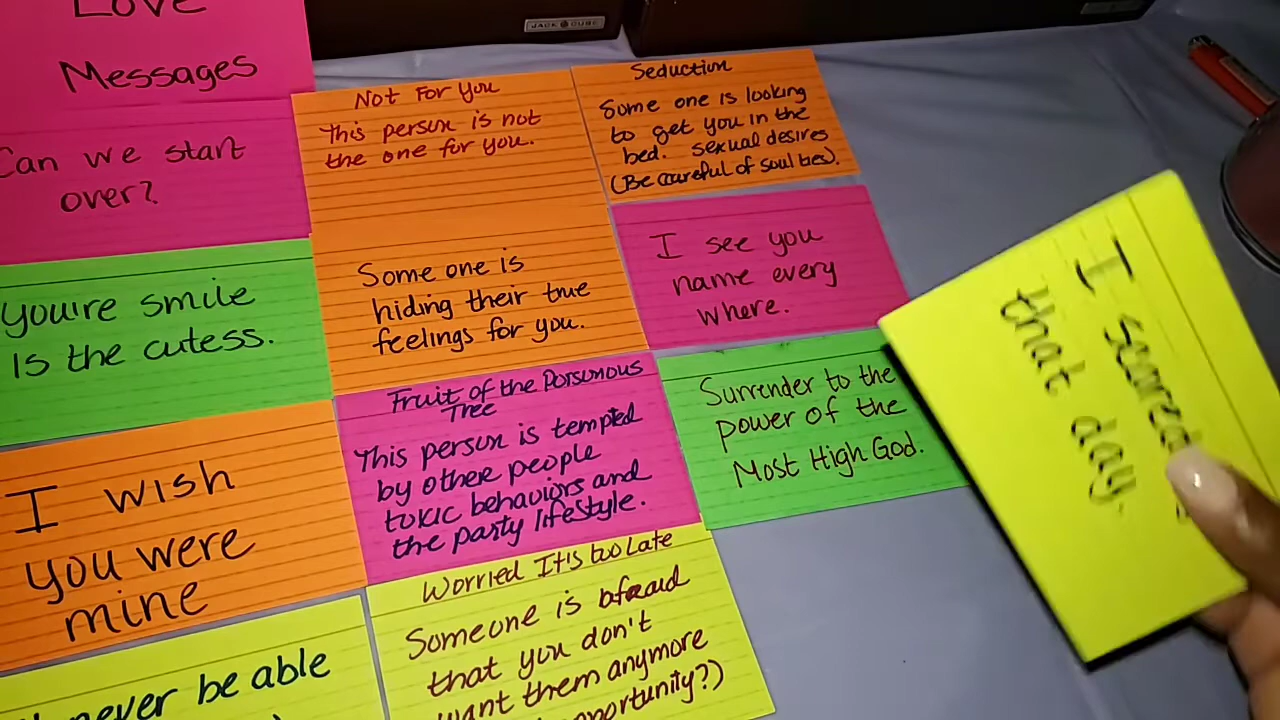 Love
Messages
Can we start
over?
you're smile
is the cutess.
I wish
you were
mine
never be able
Not For You
This person is not
the one for you.
Some one is
hiding their true
feelings for you.
Fruit of the Poisonous
Tree
This person is tempted
by other people
toxic behaviors and
the party lifestyle.
Worried It's too Late
Someone is afraid
that you don't
want them anymore
opportunity?)
Seduction
Some one is looking
to get you in the
bed. sexual desires
(Be careful of soul ties).
I see you
name every
where.
Surrender to the
power of the
Most High God.
I
that day.
JACK CUBE